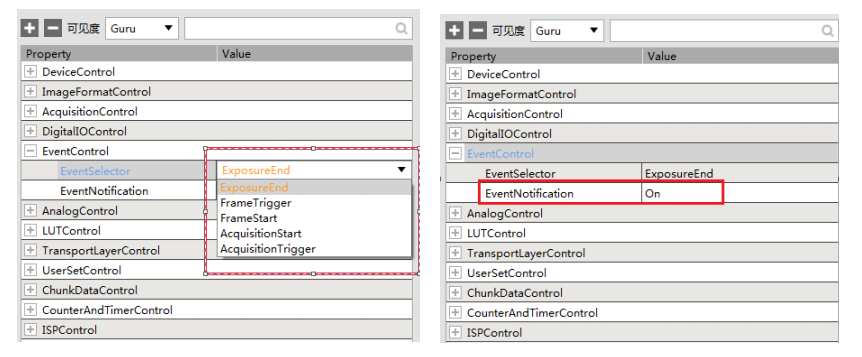 可见度 Guru
Property Value
DeviceControl
ImageFormatControl
AcquisitionControl
DigitalIOControl
EventControl
EventSelector ExposureEnd
ExposureEnd
EventNotification
FrameTrigger
AnalogControl
FrameStart
LUTControl
AcquisitionStart
TransportLayerControl
AcquisitionTrigger
UserSetControl
ChunkDataControl
CounterAndTimerControl
ISPControl
可见度 Guru
Property Value
DeviceControl
ImageFormatControl
AcquisitionControl
DigitalIOControl
EventControl
EventSelector ExposureEnd
EventNotification On
AnalogControl
LUTControl
TransportLayerControl
UserSetControl
ChunkDataControl
CounterAndTimerControl
ISPControl